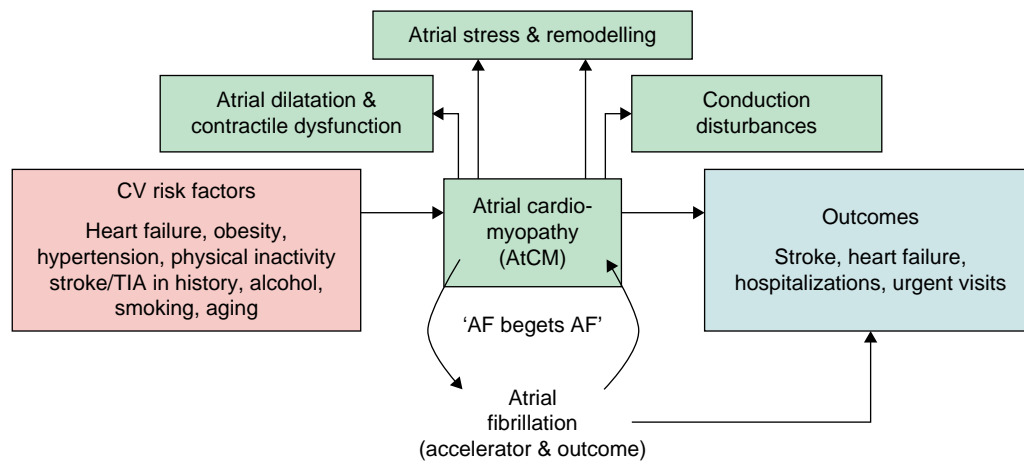 Atrial stress & remodelling
Atrial dilatation &
contractile dysfunction
Conduction
disturbances
CV risk factors
Heart failure, obesity,
hypertension, physical inactivity
stroke/TIA in history, alcohol,
smoking, aging
Atrial cardio-
myopathy
(AtCM)
Outcomes
Stroke, heart failure,
hospitalizations, urgent visits
‘AF begets AF’
Atrial
fibrillation
(accelerator & outcome)